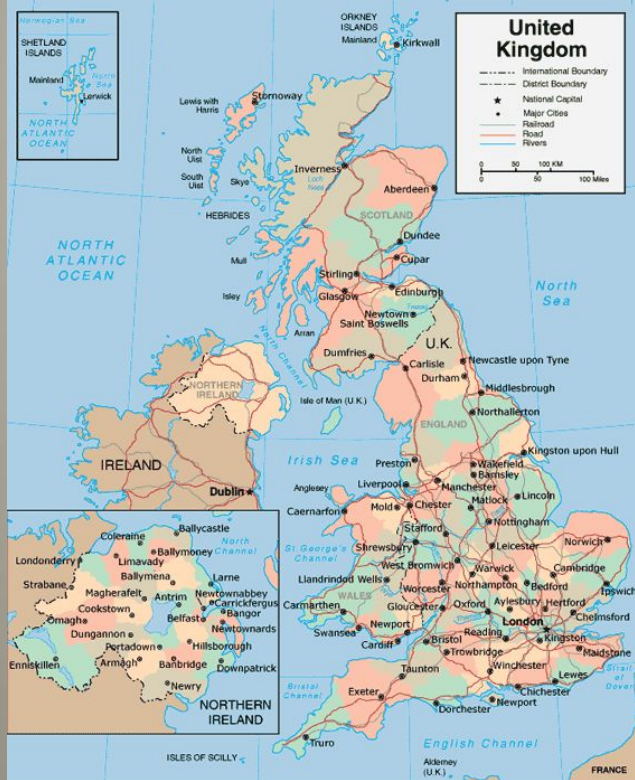 Norwegian Sea
SHETLAND
ISLANDS
Mainland
North
Sea
Lerwick
NORTH
ATLANTIC
OCEAN
ORKNEY
ISLANDS
Mainland
Kirkwall
United
Kingdom
International Boundary
District Boundary
National Capital
Major Cities
Railroad
Road
Rivers
0 50 100 KM
0 50 100 Miles
Lewis with
Harris
Stornoway
North
Uist
South
Uist
Skye
HEBRIDES
Inverness
Loch
Ness
Aberdeen
SCOTLAND
NORTH
ATLANTIC
OCEAN
Dundee
Cupar
Mull
Stirling
North
Sea
Isley
Glasgow
Edinburgh
Newtown
Saint Boswells
Tweed
Arran
U.K.
North Channel
Dumfries
Carlisle
Newcastle upon Tyne
Durham
NORTHERN
IRELAND
Middlesbrough
Isle of Man (U.K.)
Northallerton
ENGLAND
IRELAND
Irish Sea
Preston
Kingston upon Hull
Wakefield
Barnsley
Dublin
Anglesey
Liverpool
Manchester
Caernarfon
Mold
Chester
Matlock
Lincoln
Stafford
Nottingham
St George's
Channel
Shrewsbury
Leicester
Norwich
West Bromwich
Llandrindod Wells
Warwick
Cambridge
WALES
Worcester
Northampton
Bedford
Ipswich
Carmarthen
Gloucester
Oxford
Aylesbury
Hertford
Thames
Chelmsford
London
Swansea
Newport
Cardiff
Bristol
Reading
Kingston
Trowbridge
Maidstone
Strait
of Dover
Bristol
Channel
Taunton
Winchester
Lewes
Exeter
Chichester
Newport
Dorchester
Truro
English Channel
ISLES OF SCILLY
Alderney
(U.K.)
FRANCE
Ballycastle
Coleraine
North
Channel
Londonderry
Limavady
Ballymoney
Strabane
Ballymena
Larne
Magherafelt
Antrim
Newtownabbey
Carrickfergus
Cookstown
Bangor
Omagh
Belfast
Newtownards
Dungannon
Portadown
Hillsborough
Enniskillen
Armagh
Banbridge
Downpatrick
Newry
NORTHERN
IRELAND